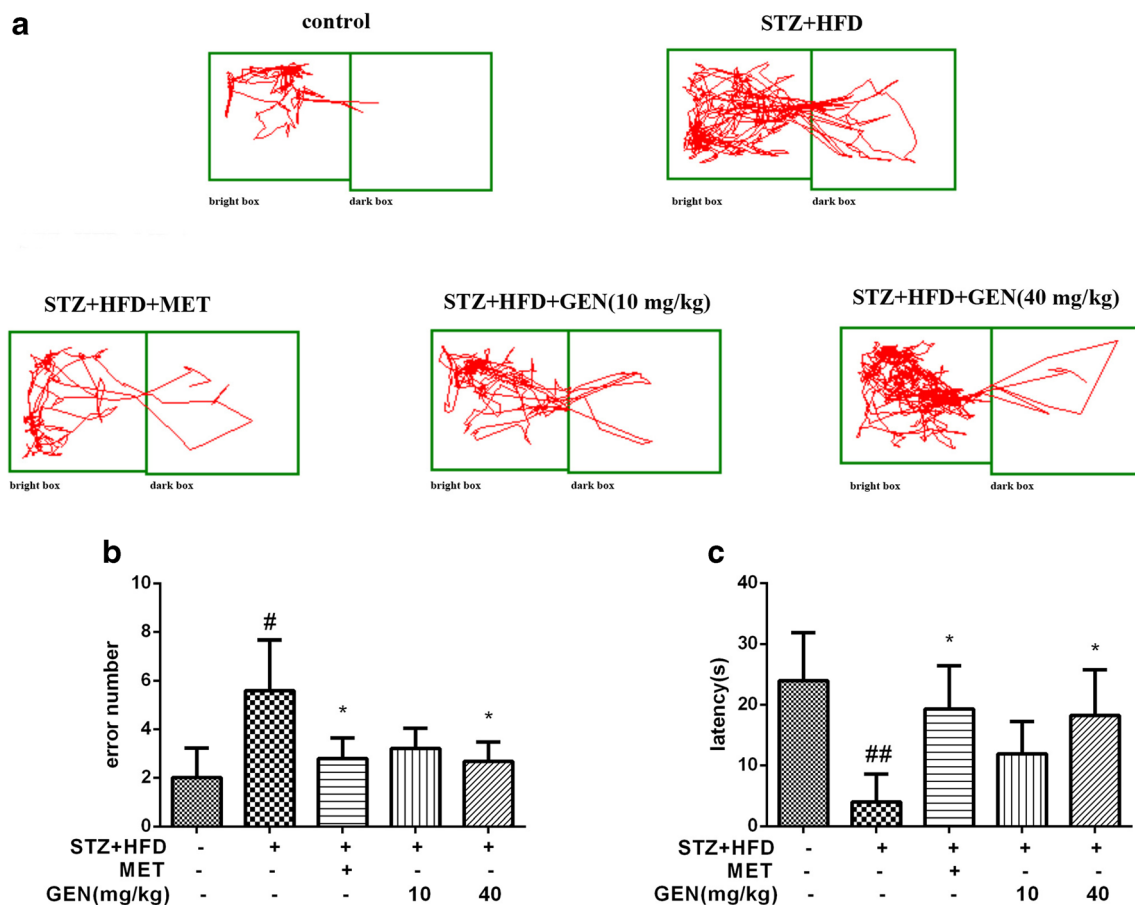 a
control
STZ+HFD
bright box
dark box
bright box
dark box
STZ+HFD+MET
STZ+HFD+GEN(10 mg/kg)
STZ+HFD+GEN(40 mg/kg)
bright box
dark box
bright box
dark box
bright box
dark box
b
error number
10
8
6
4
2
0
#
*
*
STZ+HFD - + + + +
MET - - + - -
GEN(mg/kg) - - - 10 40
c
latency(s)
40
30
20
10
0
##
*
*
STZ+HFD - + + + +
MET - - + - -
GEN(mg/kg) - - - 10 40